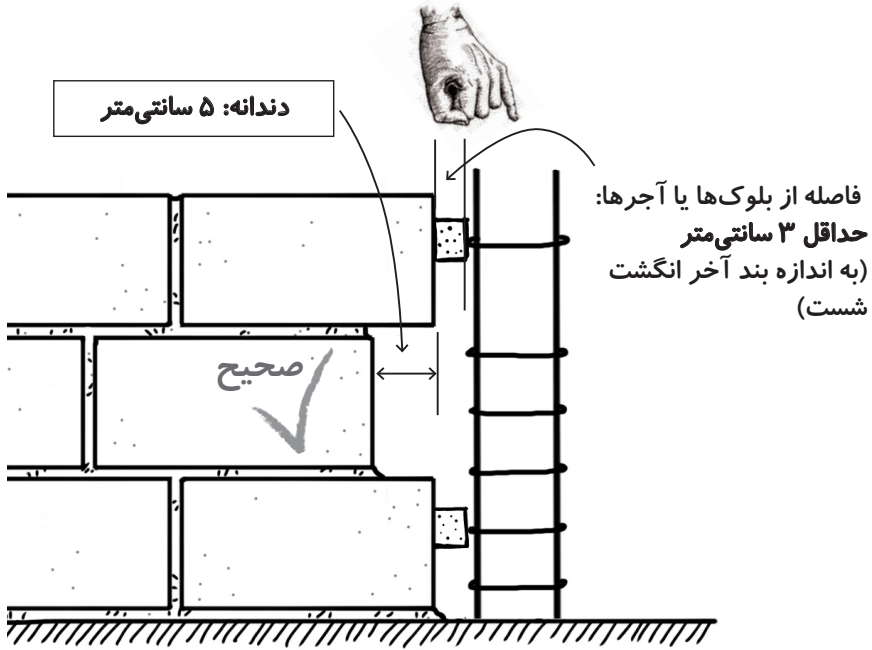 دندانه: ۵ سانتی‌متر
فاصله از بلوک‌ها یا آجرها:
حداقل ۳ سانتی‌متر
(به اندازه بند آخر انگشت
شست)
صحیح